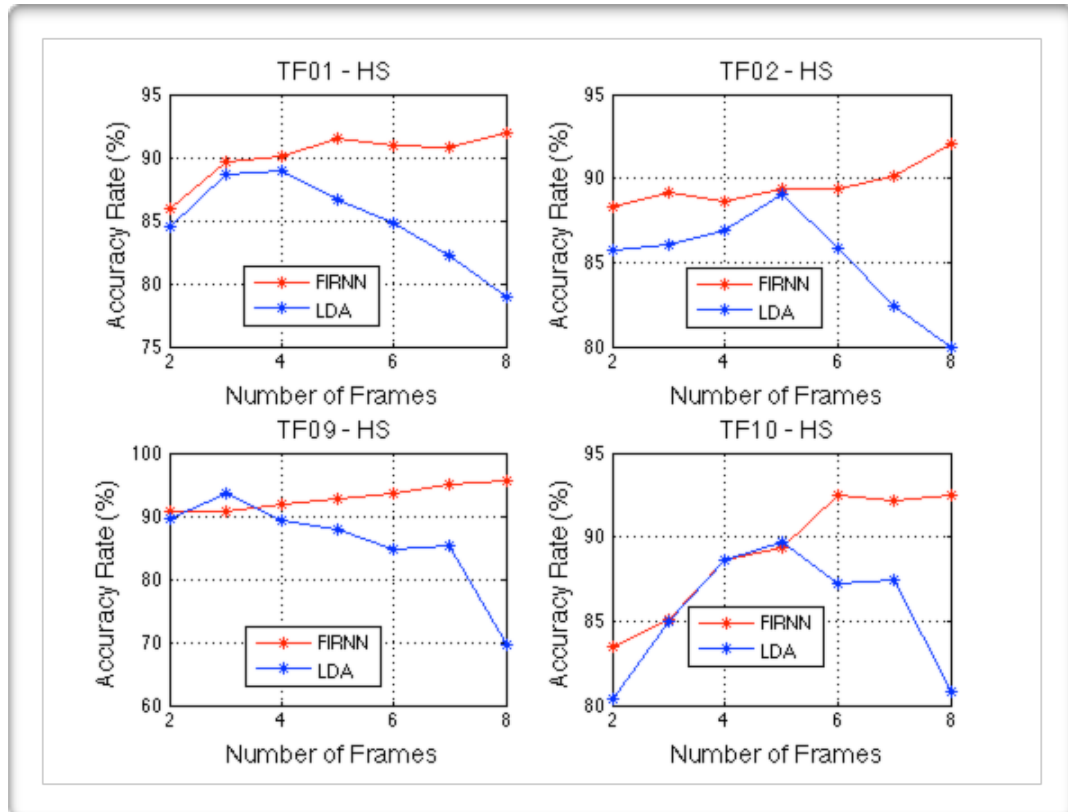 TF01 - HS
95
90
85
80
75
Accuracy Rate (%)
FIRNN
LDA
2 4 6 8
Number of Frames
TF02 - HS
95
90
85
80
Accuracy Rate (%)
FIRNN
LDA
2 4 6 8
Number of Frames
TF09 - HS
100
90
80
70
60
Accuracy Rate (%)
FIRNN
LDA
2 4 6 8
Number of Frames
TF10 - HS
95
90
85
80
Accuracy Rate (%)
FIRNN
LDA
2 4 6 8
Number of Frames